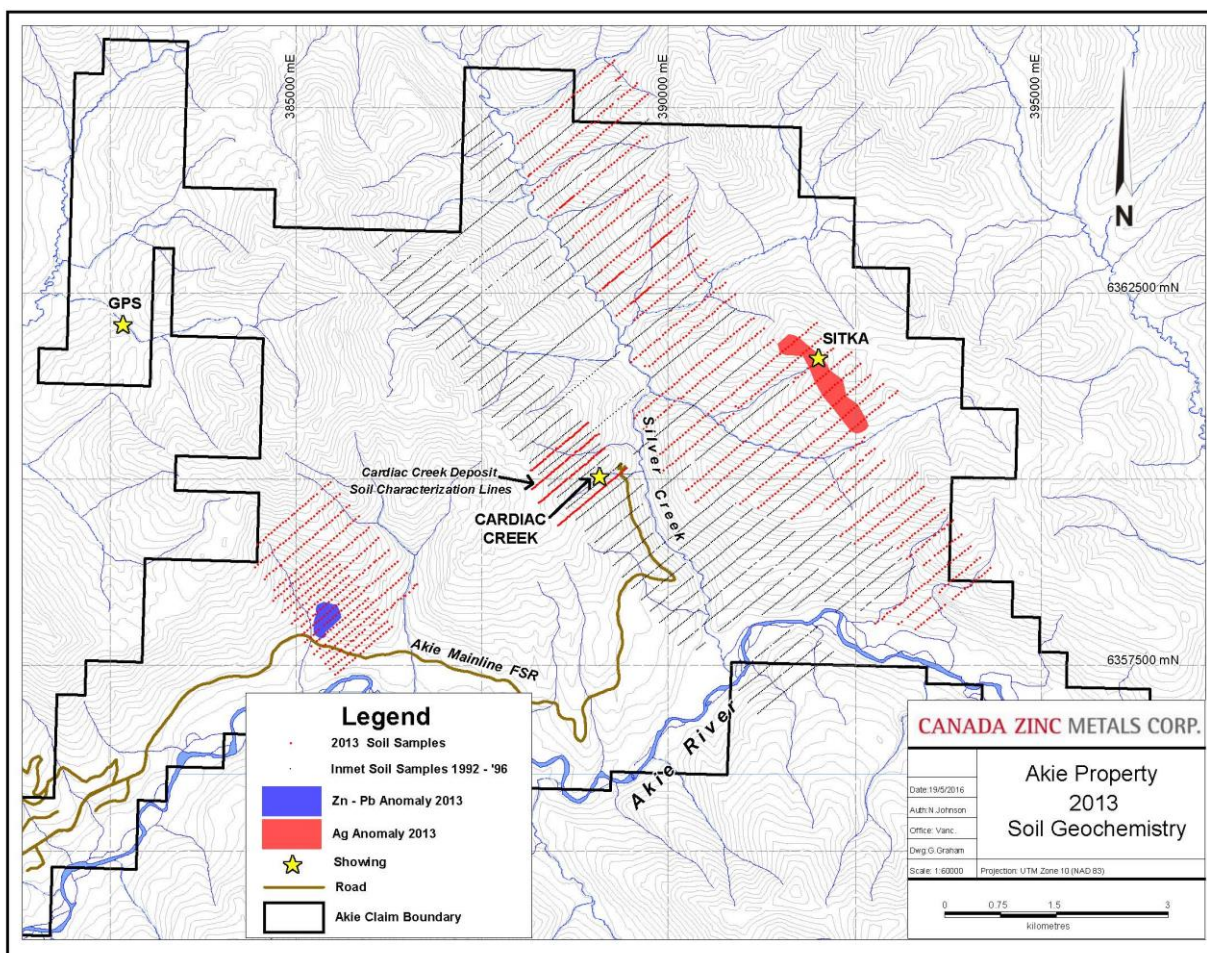 385000 mE
390000 mE
395000 mE
N
6362500 mN
GPS
SITKA
Silver Creek
Cardiac Creek Deposit
Soil Characterization Lines
CARDIAC
CREEK
Akie Mainline FSR
6357500 mN
Akie River
Legend
2013 Soil Samples
Inmet Soil Samples 1992 - '96
Zn - Pb Anomaly 2013
Ag Anomaly 2013
Showing
Road
Akie Claim Boundary
CANADA ZINC METALS CORP.
Akie Property
2013
Soil Geochemistry
Date:19/5/2016
Auth:N.Johnson
Office: Vanc.
Dwg:G.Graham
Scale: 1:60000
Projection: UTM Zone 10 (NAD 83)
0 0.75 1.5 3
kilometres